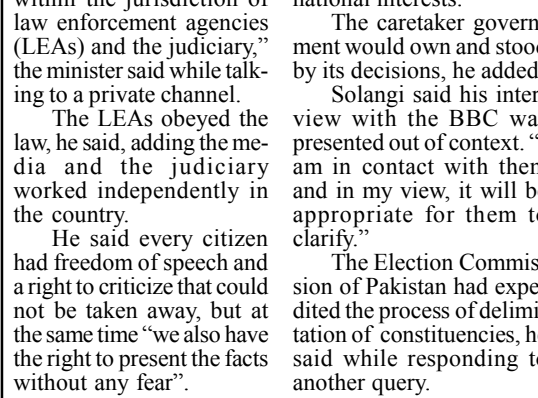 within the jurisdiction of
law enforcement agencies
(LEAs) and the judiciary,”
the minister said while talk-
ing to a private channel.
The LEAs obeyed the
law, he said, adding the me-
dia and the judiciary
worked independently in
the country.
He said every citizen
had freedom of speech and
a right to criticize that could
not be taken away, but at
the same time “we also have
the right to present the facts
without any fear”.
national interests.
The caretaker govern
ment would own and stood
by its decisions, he added
Solangi said his inter
view with the BBC wa
presented out of context. “
am in contact with them
and in my view, it will b
appropriate for them t
clarify.”
The Election Commis
sion of Pakistan had expe
dited the process of delimi
tation of constituencies, h
said while responding t
another query.